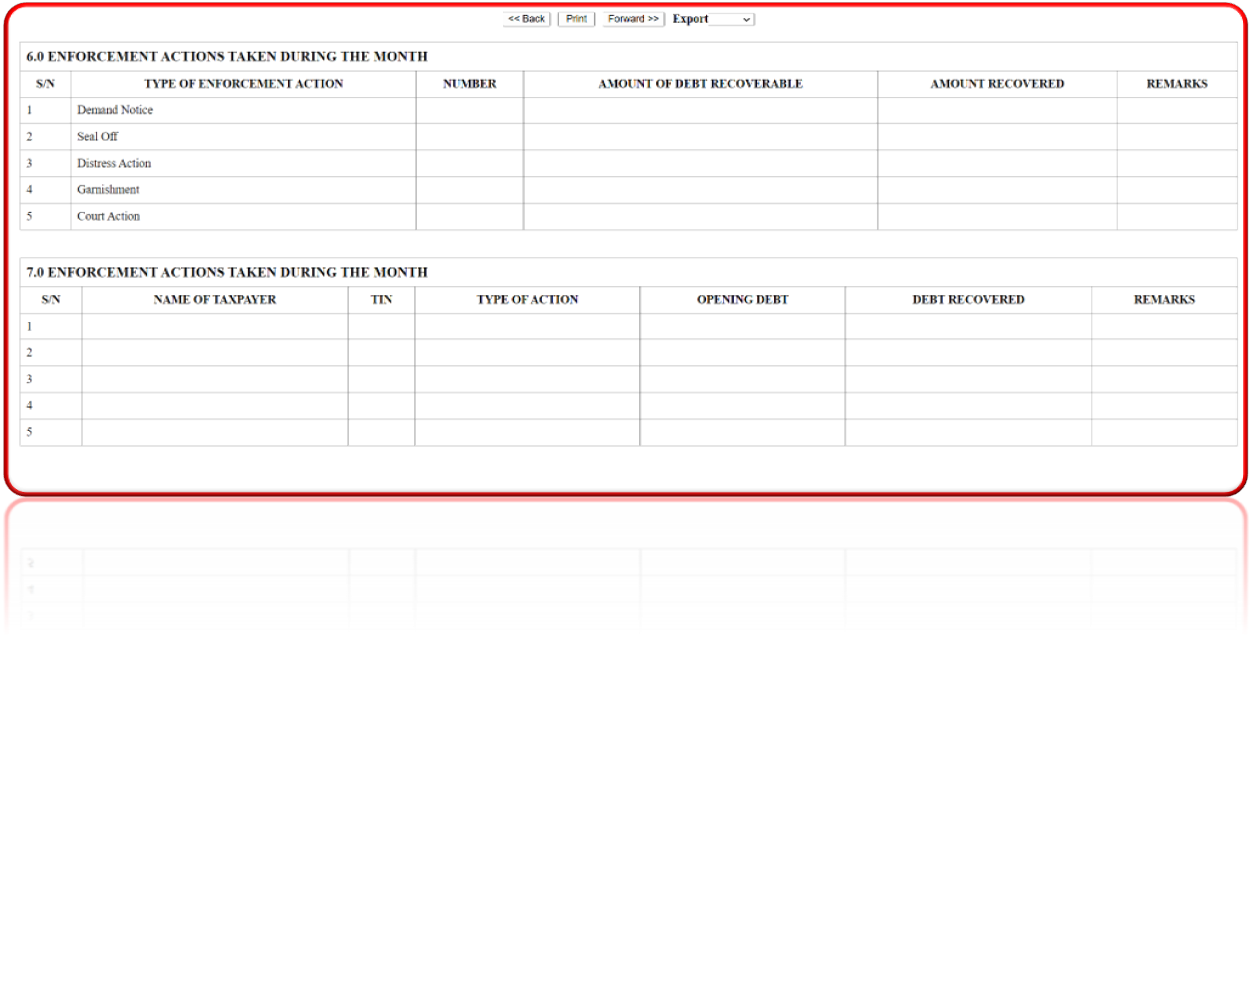 << Back Print Forward >> Export
6.0 ENFORCEMENT ACTIONS TAKEN DURING THE MONTH
S/N TYPE OF ENFORCEMENT ACTION NUMBER AMOUNT OF DEBT RECOVERABLE AMOUNT RECOVERED REMARKS
1 Demand Notice
2 Seal Off
3 Distress Action
4 Garnishment
5 Court Action
7.0 ENFORCEMENT ACTIONS TAKEN DURING THE MONTH
S/N NAME OF TAXPAYER TIN TYPE OF ACTION OPENING DEBT DEBT RECOVERED REMARKS
1
2
3
4
5